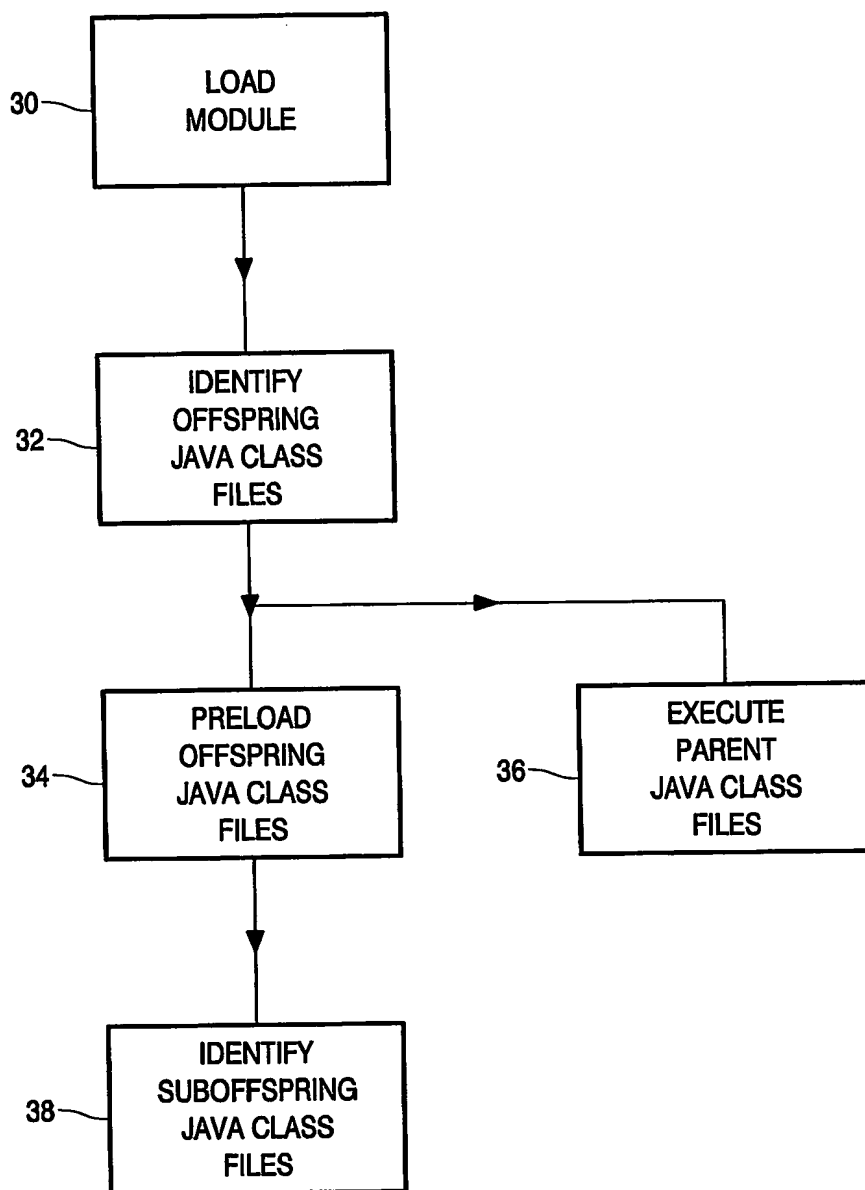 LOAD
MODULE
30
IDENTIFY
OFFSPRING
JAVA CLASS
FILES
32
PRELOAD
OFFSPRING
JAVA CLASS
FILES
34
EXECUTE
PARENT
JAVA CLASS
FILES
36
IDENTIFY
SUBOFFSPRING
JAVA CLASS
FILES
38